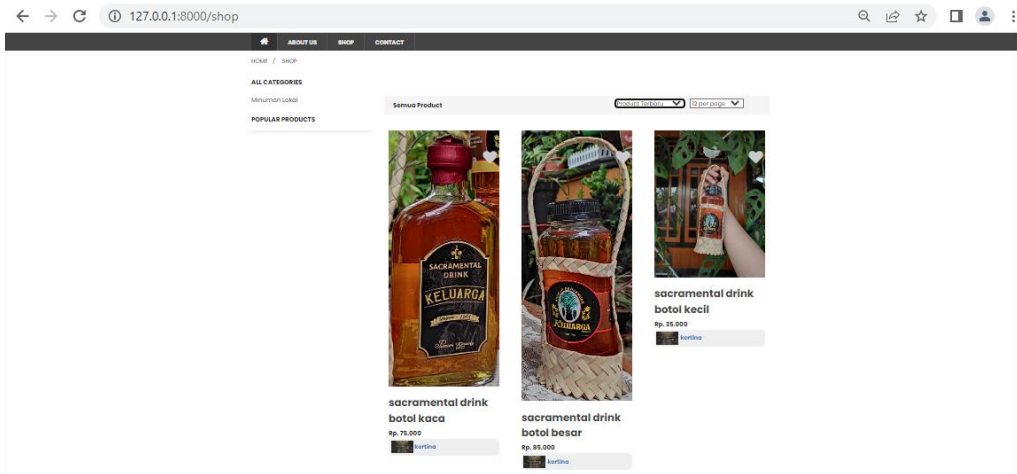 127.0.0.1:8000/shop
ABOUT US SHOP CONTACT
HOME / SHOP
ALL CATEGORIES
Minuman Lokal
POPULAR PRODUCTS
Semua Product
Product Terbaru
12 per page
SACRAMENTAL
DRINK
KELUARGA
KELUARGA
sacramental drink
botol kaca
Rp. 75.000
kertina
sacramental drink
botol besar
Rp. 85.000
kertina
sacramental drink
botol kecil
Rp. 35.000
kertina